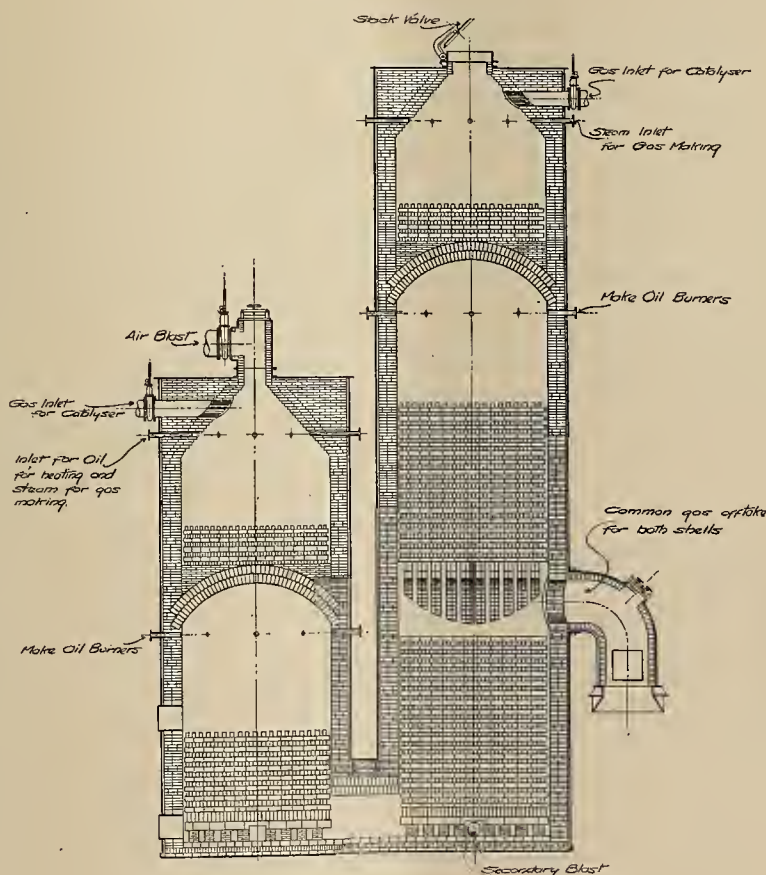 Stack Valve
Gas Inlet for Catalyser
Steam Inlet
for Gas Making
Make Oil Burners
Air Blast
Gas Inlet
for Catalyser
Inlet for Oil
for heating and
steam for gas
making.
Common gas offtake
for both shells
Make Oil Burners
Secondary Blast